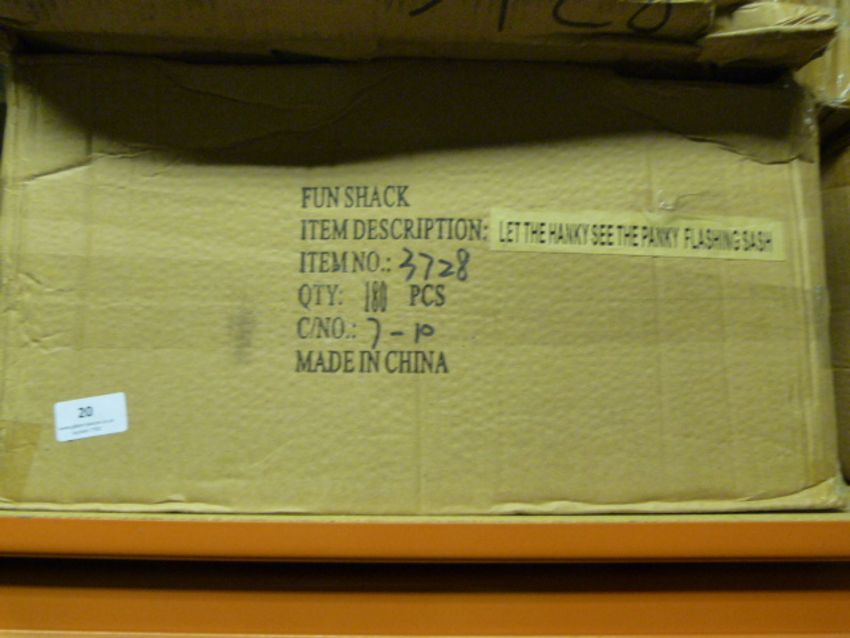 FUN SHACK
ITEM DESCRIPTION: LET THE HANKY SEE THE PANKY FLASHING SASH
ITEM NO.: 3728
QTY: 180 PCS
C/NO.: 7-10
MADE IN CHINA
20